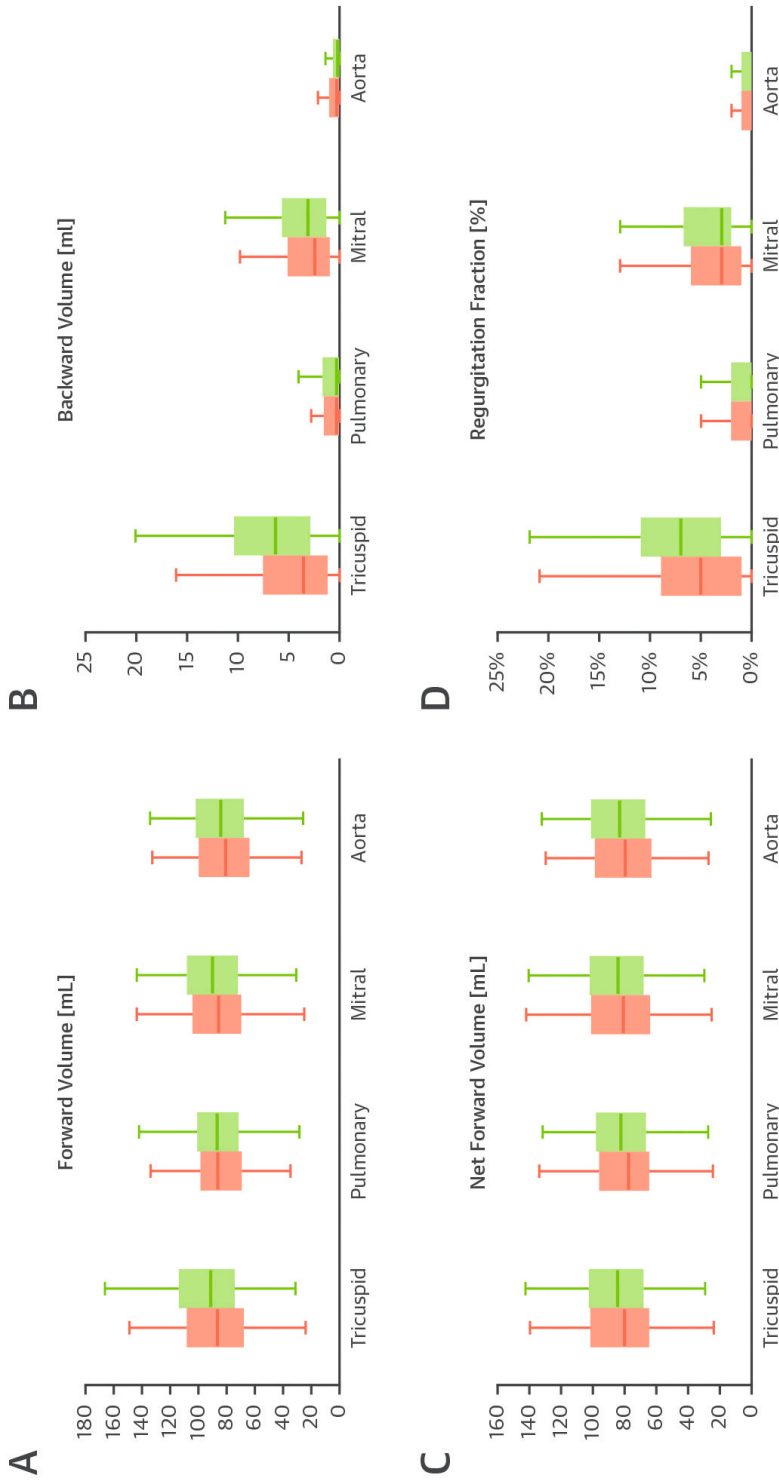 A
Forward Volume [mL]
180
160
140
120
100
80
60
40
20
0
Tricuspid Pulmonary Mitral Aorta
B
Backward Volume [ml]
25
20
15
10
5
0
Tricuspid Pulmonary Mitral Aorta
C
Net Forward Volume [mL]
160
140
120
100
80
60
40
20
0
Tricuspid Pulmonary Mitral Aorta
D
Regurgitation Fraction [%]
25%
20%
15%
10%
5%
0%
Tricuspid Pulmonary Mitral Aorta